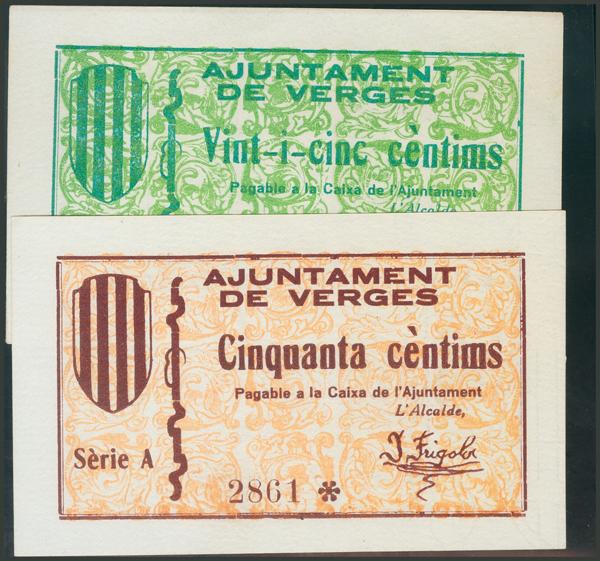 AJUNTAMENT
DE VERGES
Vint-i-cinc cèntims
Pagable a la Caixa de l'Ajuntament
L'Alcalde
AJUNTAMENT
DE VERGES
Cinquanta cèntims
Pagable a la Caixa de l'Ajuntament
L'Alcalde,
J. Frigola
Sèrie A
2861 *